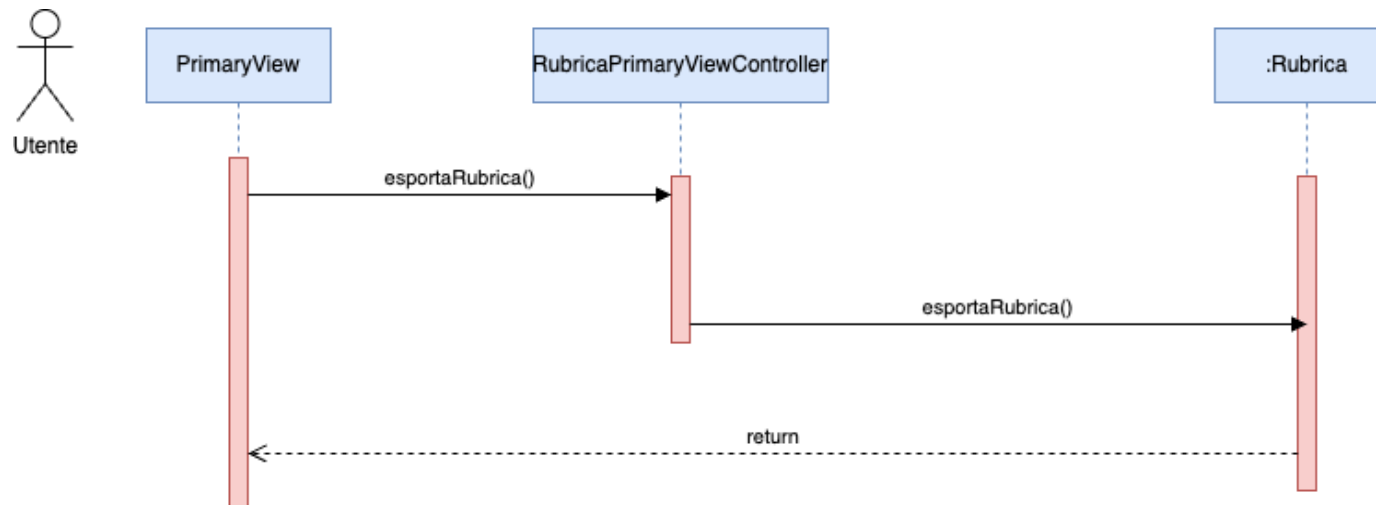 PrimaryView
RubricaPrimaryViewController
:Rubrica
Utente
esportaRubrica()
esportaRubrica()
return